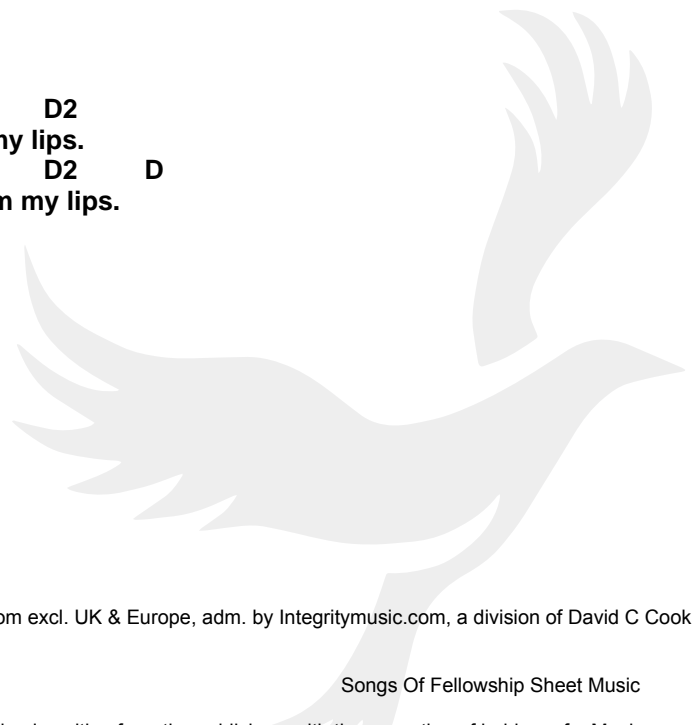 D2
my lips.
D2 D
m my lips.
om excl. UK & Europe, adm. by Integritymusic.com, a division of David C Cook
Songs Of Fellowship Sheet Music